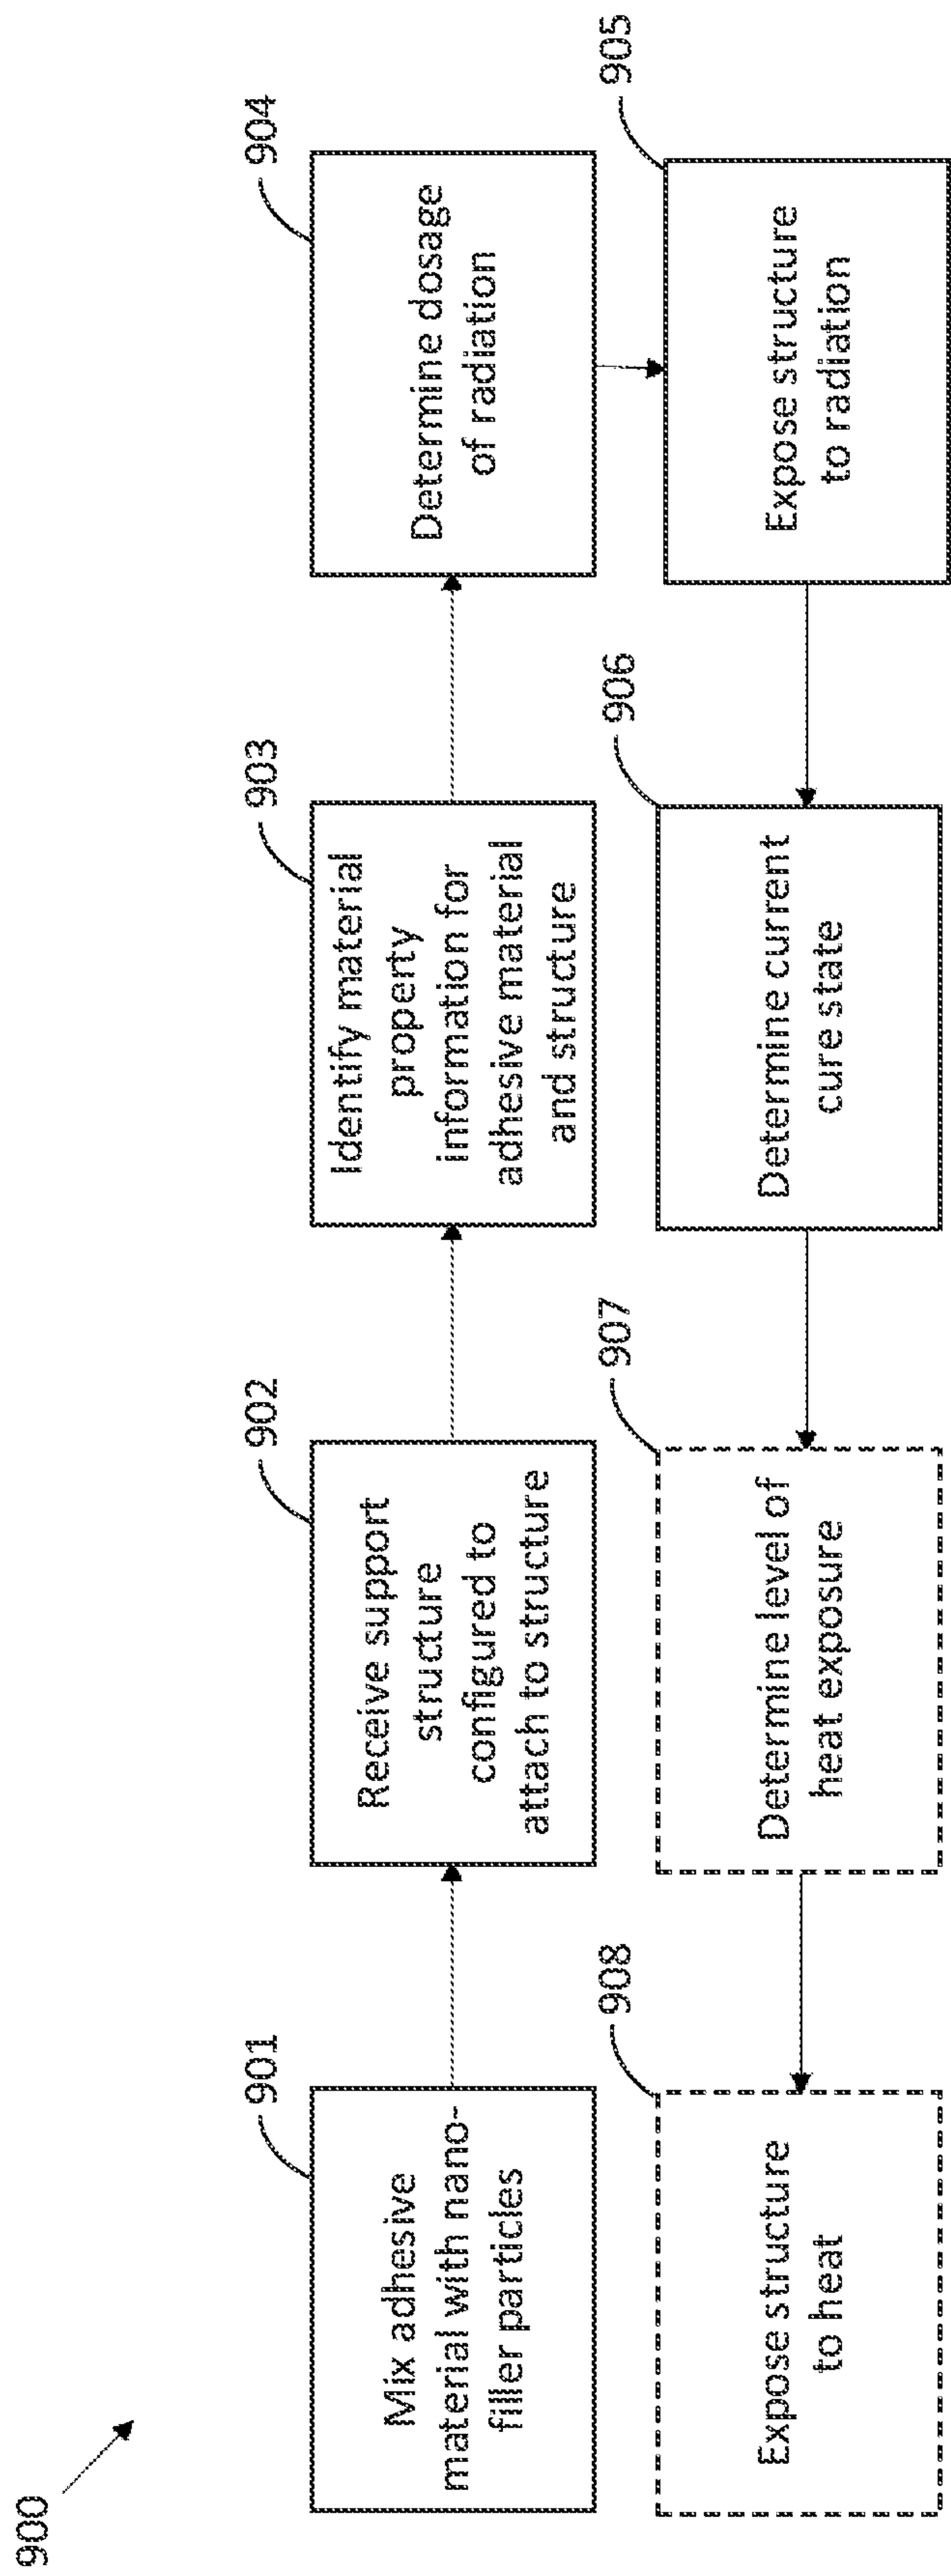 900
901
Mix adhesive
material with nano-
filler particles
902
Receive support
structure
configured to
attach to structure
903
Identify material
property
information for
adhesive material
and structure
904
Determine dosage
of radiation
905
Expose structure
to radiation
906
Determine current
cure state
907
Determine level of
heat exposure
908
Expose structure
to heat